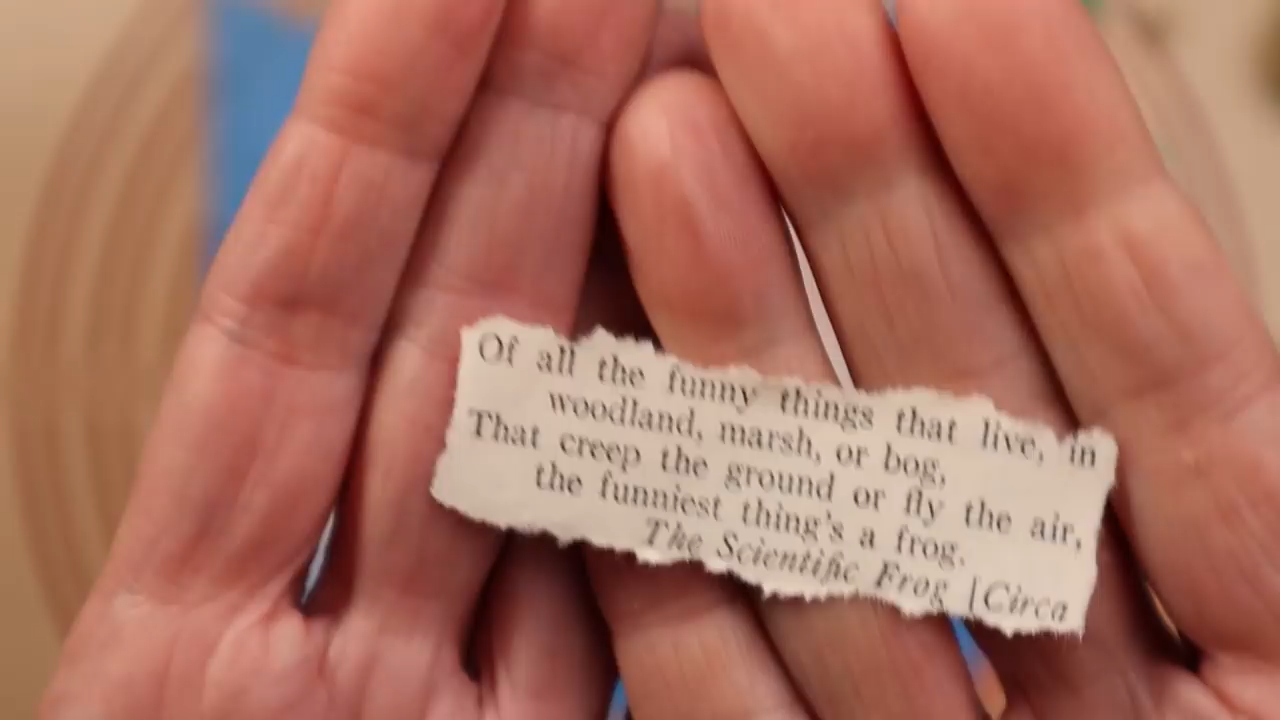 Of all the funny things that live, in
woodland, marsh, or bog,
That creep the ground or fly the air,
the funniest thing's a frog.
The Scientific Frog [Circa